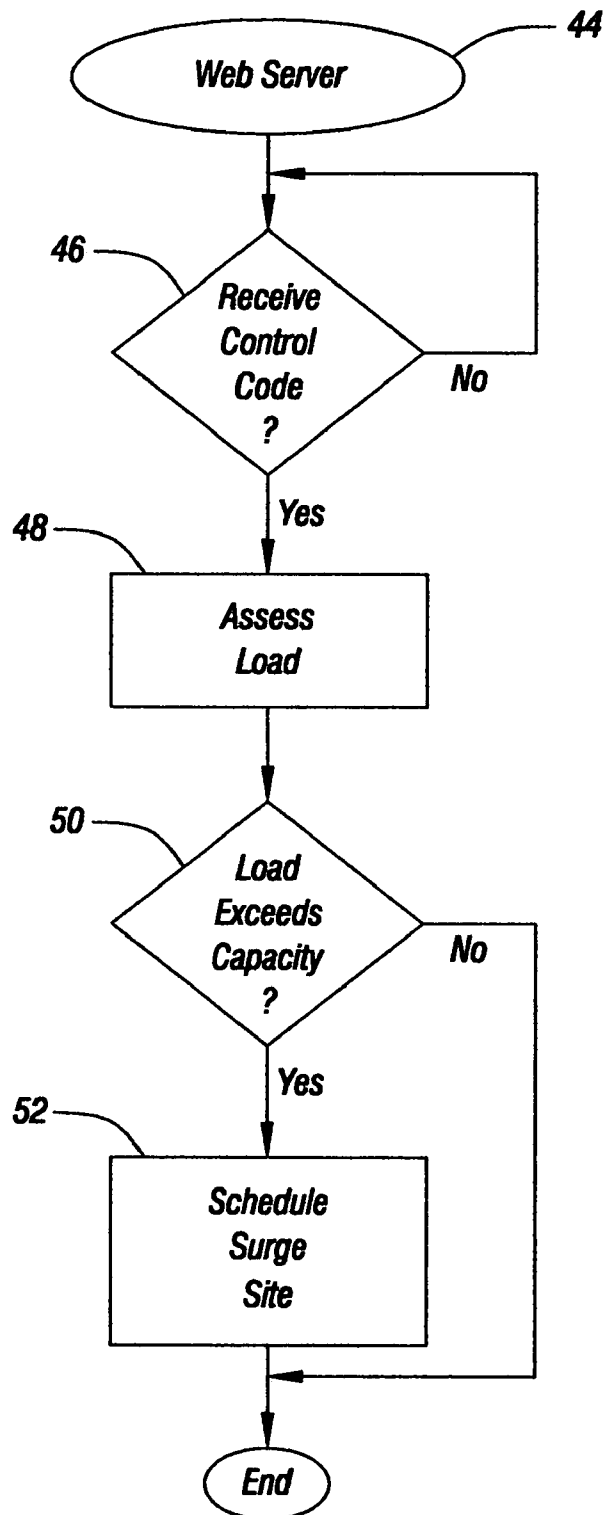 44
Web Server
46
Receive
Control
Code
?
No
Yes
48
Assess
Load
50
Load
Exceeds
Capacity
?
No
Yes
52
Schedule
Surge
Site
End